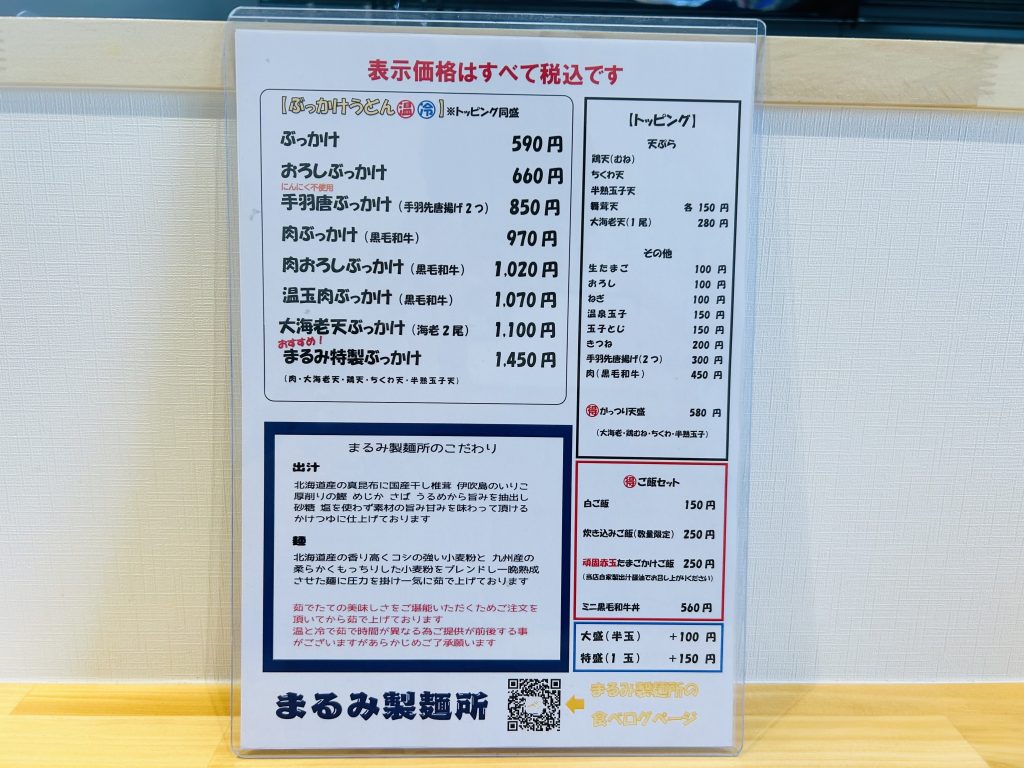 表示価格はすべて税込です
【ぶっかけうどん 温 冷】※トッピング同盛
ぶっかけ 590円
おろしぶっかけ 660円
にんにく不使用
手羽唐ぶっかけ(手羽先唐揚げ2つ) 850円
肉ぶっかけ(黒毛和牛) 970円
肉おろしぶっかけ(黒毛和牛) 1,020円
温玉肉ぶっかけ(黒毛和牛) 1,070円
大海老天ぶっかけ(海老2尾) 1,100円
おすすめ!
まるみ特製ぶっかけ 1,450円
(肉・大海老天・鶏天・ちくわ天・半熟玉子天)
まるみ製麺所のこだわり
出汁
北海道産の真昆布に国産干し椎茸 伊吹島のいりこ
厚削りの鰹 めじか さば うるめから旨みを抽出し
砂糖 塩を使わず素材の旨み甘みを味わって頂ける
かけつゆに仕上げております
麺
北海道産の香り高くコシの強い小麦粉と 九州産の
柔らかくもっちりした小麦粉をブレンドし一晩熟成
させた麺に圧力を掛け一気に茹で上げております
茹でたての美味しさをご堪能いただくためご注文を
頂いてから茹で上げております
温と冷で茹で時間が異なる為ご提供が前後する事
がございますがあらかじめご了承願います
まるみ製麺所
まるみ製麺所の
食べログページ
【トッピング】
天ぷら
鶏天(むね)
ちくわ天
半熟玉子天
舞茸天 各 150円
大海老天(1尾) 280円
その他
生たまご 100円
おろし 100円
ねぎ 100円
温泉玉子 150円
玉子とじ 150円
きつね 200円
手羽先唐揚げ(2つ) 300円
肉(黒毛和牛) 450円
得がっつり天盛 580円
(大海老・鶏むね・ちくわ・半熟玉子)
得ご飯セット
白ご飯 150円
炊き込みご飯(数量限定) 250円
頑固赤玉たまごかけご飯 250円
(当店自家製出汁醤油でお召し上がりください)
ミニ黒毛和牛丼 560円
大盛(半玉) +100円
特盛(1玉) +150円